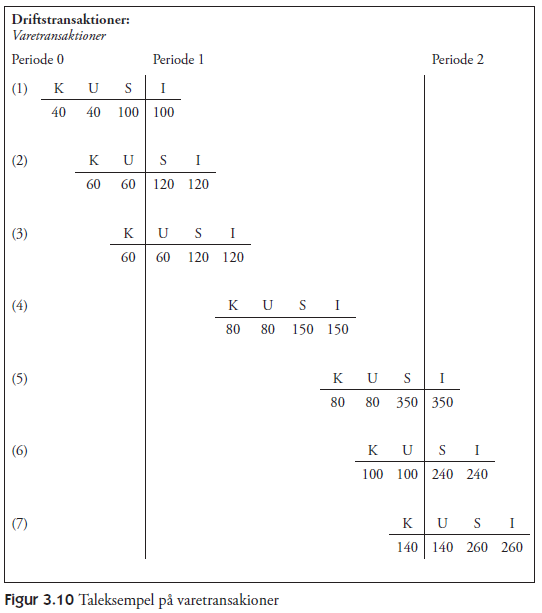 Driftstransaktioner:
Varetransaktioner
Periode 0 Periode 1 Periode 2
(1) K U S I
40 40 100 100
(2) K U S I
60 60 120 120
(3) K U S I
60 60 120 120
(4) K U S I
80 80 150 150
(5) K U S I
80 80 350 350
(6) K U S I
100 100 240 240
(7) K U S I
140 140 260 260
Figur 3.10 Taleksempel på varetransakioner